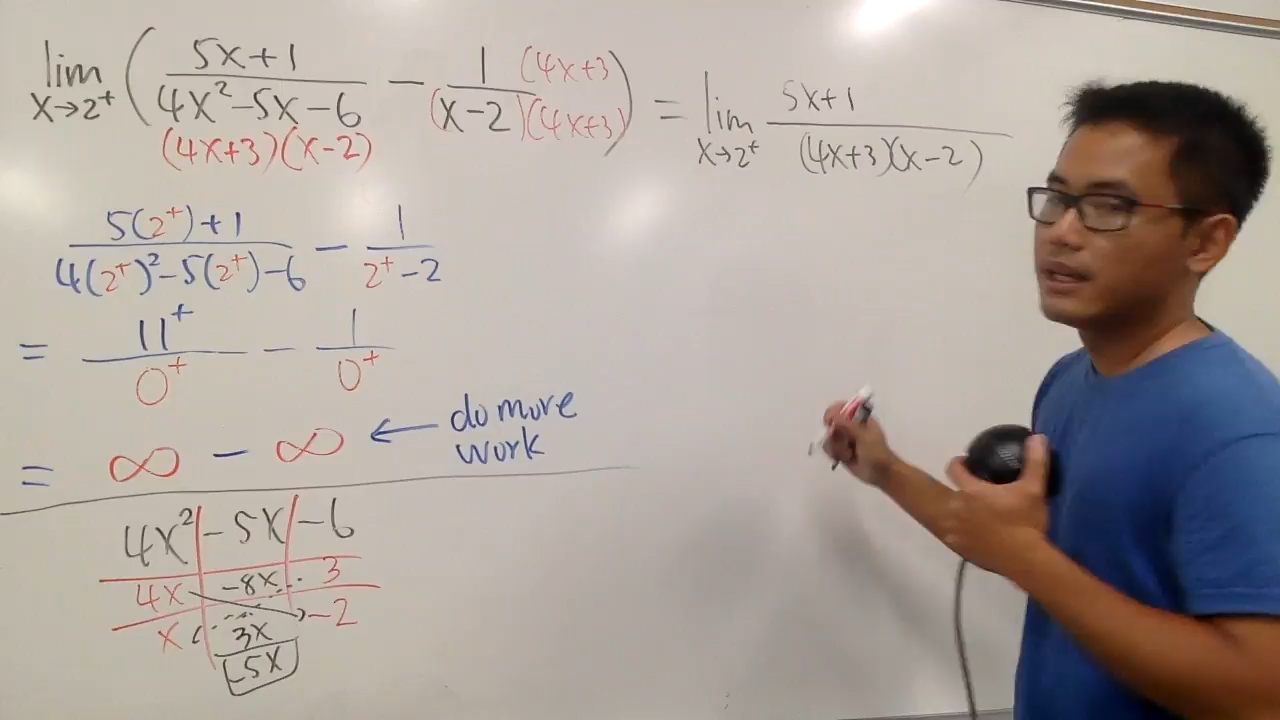 lim x→2⁺ ( (5x+1)/(4x²-5x-6) - 1/(x-2) (4x+3)/(4x+3) ) = lim x→2⁺ (5x+1)/((4x+3)(x-2))
(4x+3)(x-2)
(5(2⁺)+1)/(4(2⁺)²-5(2⁺)-6) - 1/(2⁺-2)
= 11⁺/0⁺ - 1/0⁺
= ∞ - ∞ ← do more work
4x² | -5x | -6
4x | -8x | 3
x | 3x | -2
-5x